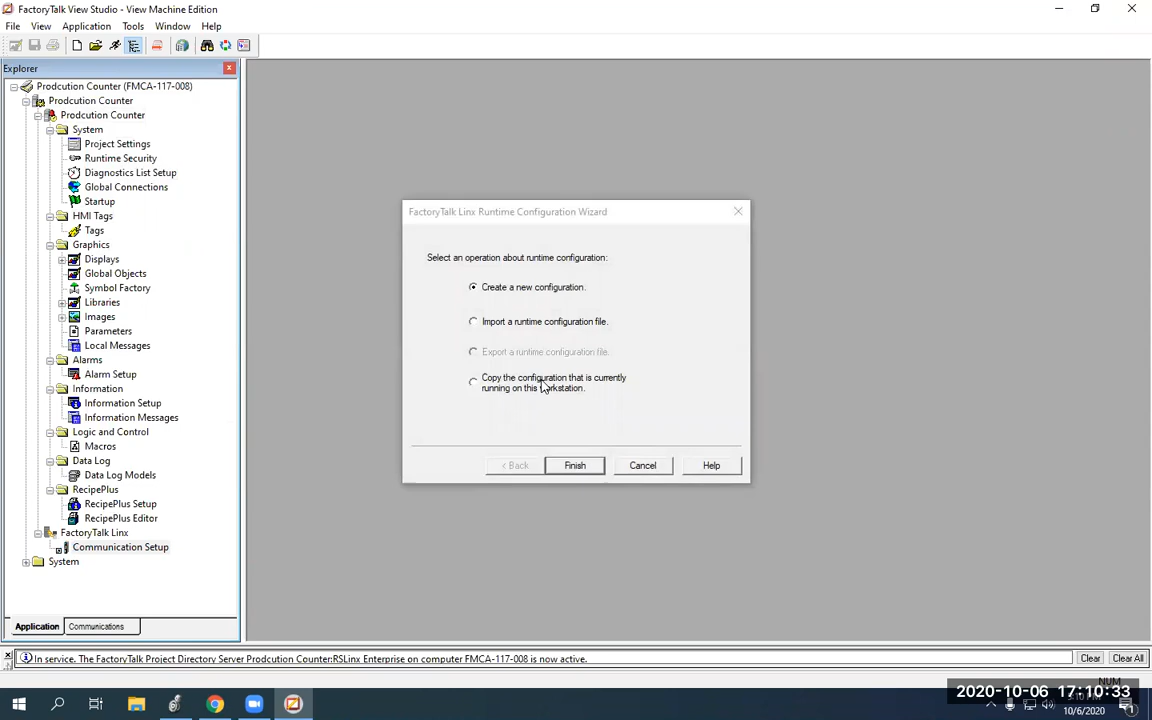 FactoryTalk View Studio - View Machine Edition
File View Application Tools Window Help
Explorer
Prodcution Counter (FMCA-117-008)
Prodcution Counter
Prodcution Counter
System
Project Settings
Runtime Security
Diagnostics List Setup
Global Connections
Startup
HMI Tags
Tags
Graphics
Displays
Global Objects
Symbol Factory
Libraries
Images
Parameters
Local Messages
Alarms
Alarm Setup
Information
Information Setup
Information Messages
Logic and Control
Macros
Data Log
Data Log Models
RecipePlus
RecipePlus Setup
RecipePlus Editor
FactoryTalk Linx
Communication Setup
System
Application Communications
FactoryTalk Linx Runtime Configuration Wizard
Select an operation about runtime configuration:
Create a new configuration.
Import a runtime configuration file.
Export a runtime configuration file.
Copy the configuration that is currently
running on this workstation.
< Back Finish Cancel Help
In service. The FactoryTalk Project Directory Server Prodcution Counter:RSLinx Enterprise on computer FMCA-117-008 is now active.
Clear Clear All
NUM
2020-10-06 17:10:33
10/6/2020